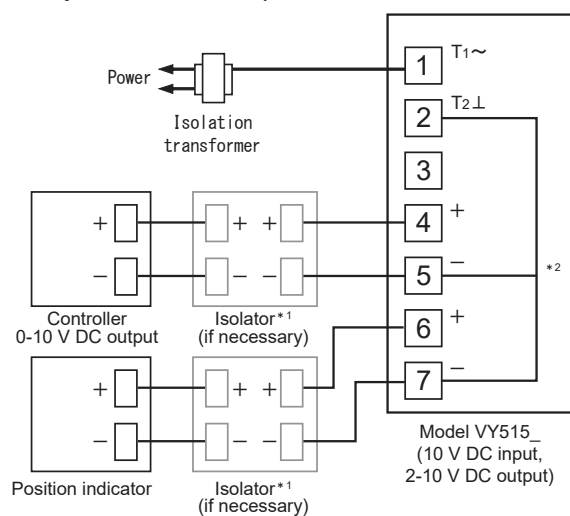 1 T1∼
Power
2 T2⊥
Isolation
transformer
3
+ + + 4 +
− − − 5 − *2
Controller
0-10 V DC output
Isolator*1
(if necessary)
6 +
+ + +
7 −
− − −
Position indicator
Isolator*1
(if necessary)
Model VY515_
(10 V DC input,
2-10 V DC output)